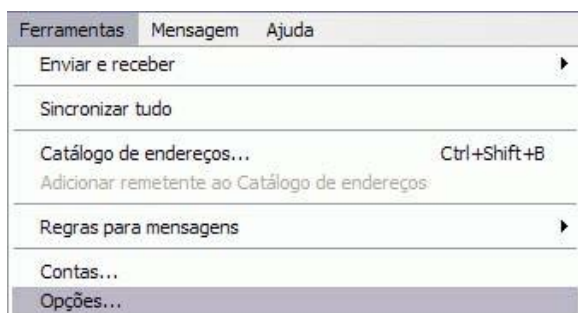 Ferramentas Mensagem Ajuda
Enviar e receber
Sincronizar tudo
Catálogo de endereços... Ctrl+Shift+B
Adicionar remetente ao Catálogo de endereços
Regras para mensagens
Contas...
Opções...